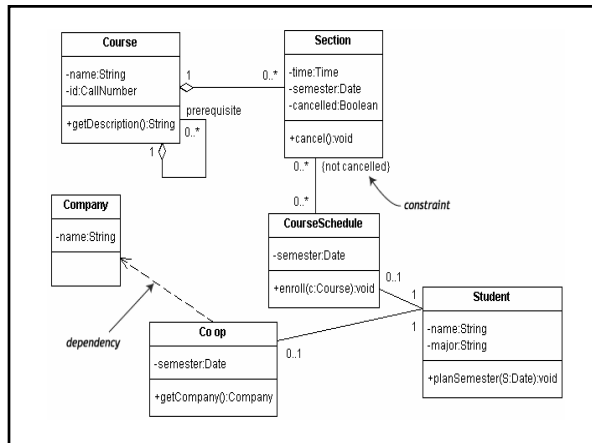 Course
-name:String
-id:CallNumber
+getDescription():String
1
0..*
prerequisite
0..*
1
Section
-time:Time
-semester:Date
-cancelled:Boolean
+cancel():void
0..*
{not cancelled}
constraint
0..*
Company
-name:String
CourseSchedule
-semester:Date
+enroll(c:Course):void
0..1
1
Student
-name:String
-major:String
+planSemester(S:Date):void
1
0..1
dependency
Co op
-semester:Date
+getCompany():Company